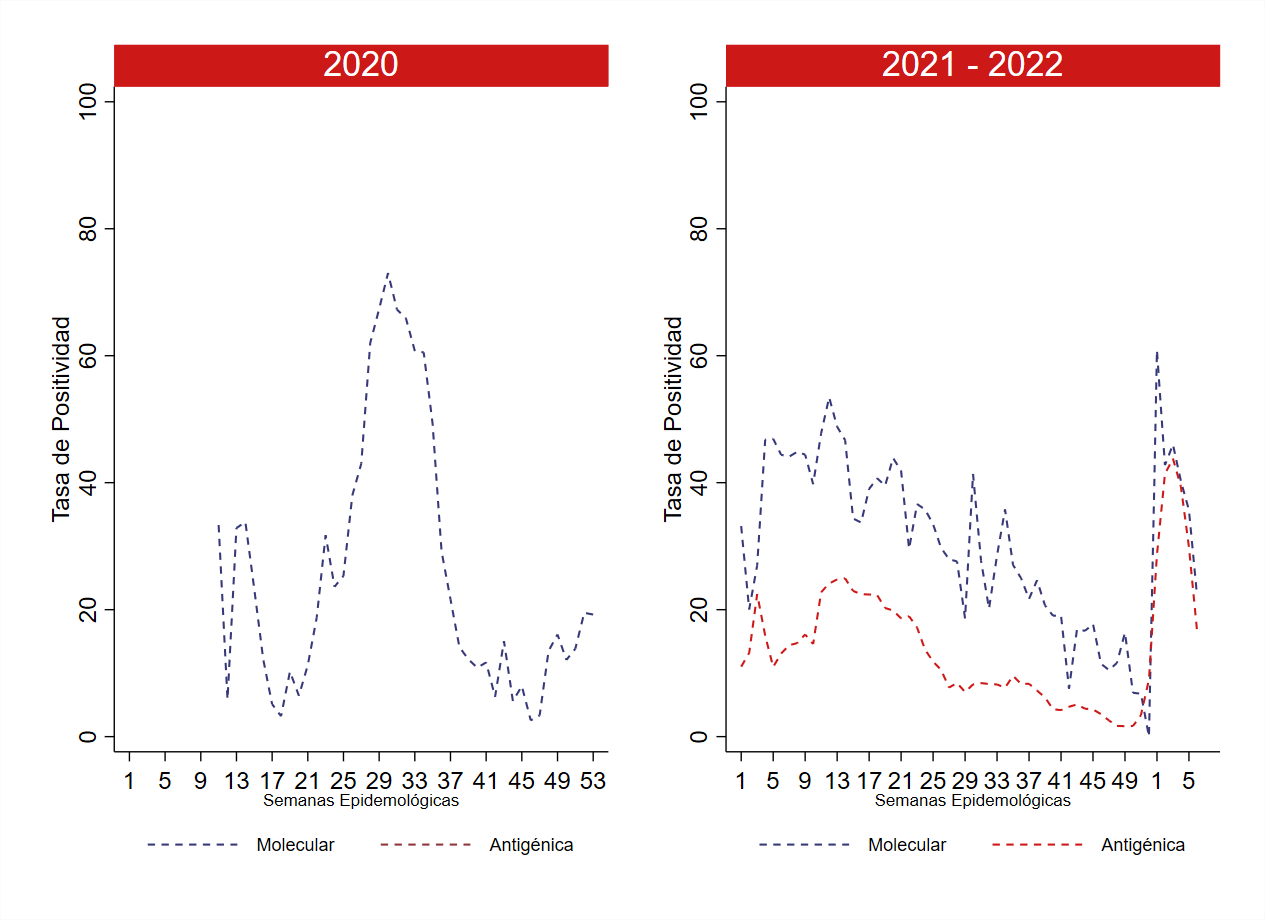 2020
100
80
60
40
20
0
Tasa de Positividad
1 5 9 13 17 21 25 29 33 37 41 45 49 53
Semanas Epidemológicas
Molecular Antigénica
2021 - 2022
100
80
60
40
20
0
Tasa de Positividad
1 5 9 13 17 21 25 29 33 37 41 45 49 1 5
Semanas Epidemológicas
Molecular Antigénica